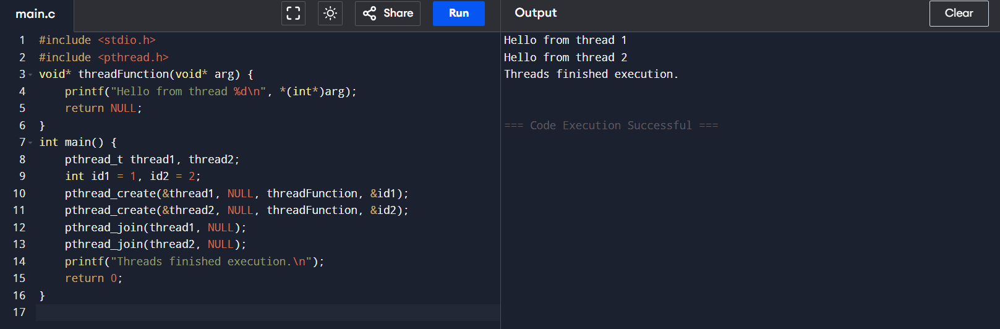 main.c
Share
Run
Output
Clear
1 #include <stdio.h>
2 #include <pthread.h>
3 void* threadFunction(void* arg) {
4     printf("Hello from thread %d\n", *(int*)arg);
5     return NULL;
6 }
7 int main() {
8     pthread_t thread1, thread2;
9     int id1 = 1, id2 = 2;
10     pthread_create(&thread1, NULL, threadFunction, &id1);
11     pthread_create(&thread2, NULL, threadFunction, &id2);
12     pthread_join(thread1, NULL);
13     pthread_join(thread2, NULL);
14     printf("Threads finished execution.\n");
15     return 0;
16 }
17
Hello from thread 1
Hello from thread 2
Threads finished execution.
=== Code Execution Successful ===